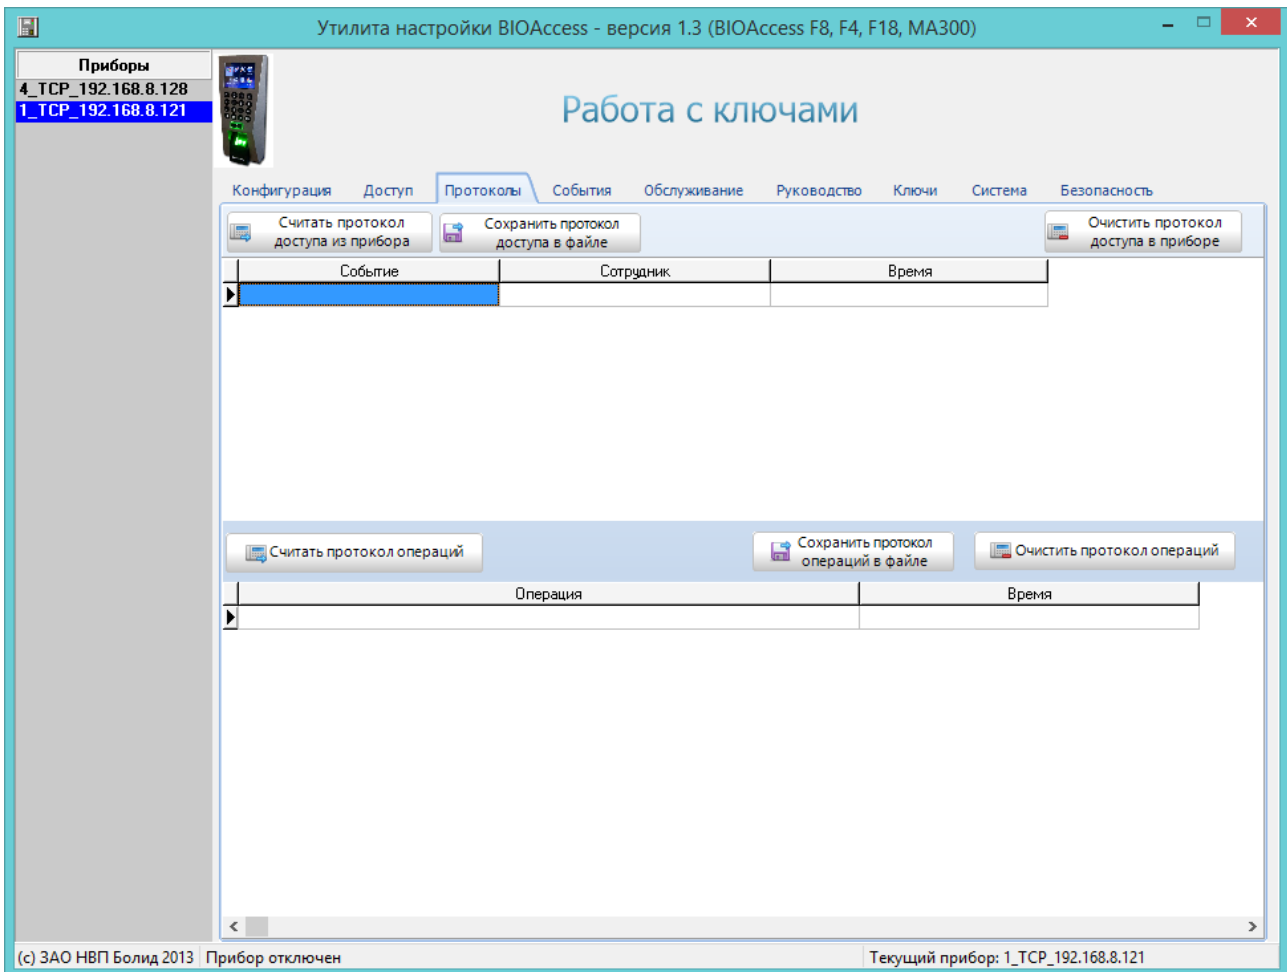 Утилита настройки BIOAccess - версия 1.3 (BIOAccess F8, F4, F18, MA300)
Приборы
4_TCP_192.168.8.128
1_TCP_192.168.8.121
Работа с ключами
Конфигурация Доступ Протоколы События Обслуживание Руководство Ключи Система Безопасность
Считать протокол
доступа из прибора
Сохранить протокол
доступа в файле
Очистить протокол
доступа в приборе
Событие Сотрудник Время
Считать протокол операций
Сохранить протокол
операций в файле
Очистить протокол операций
Операция Время
(c) ЗАО НВП Болид 2013 Прибор отключен Текущий прибор: 1_TCP_192.168.8.121